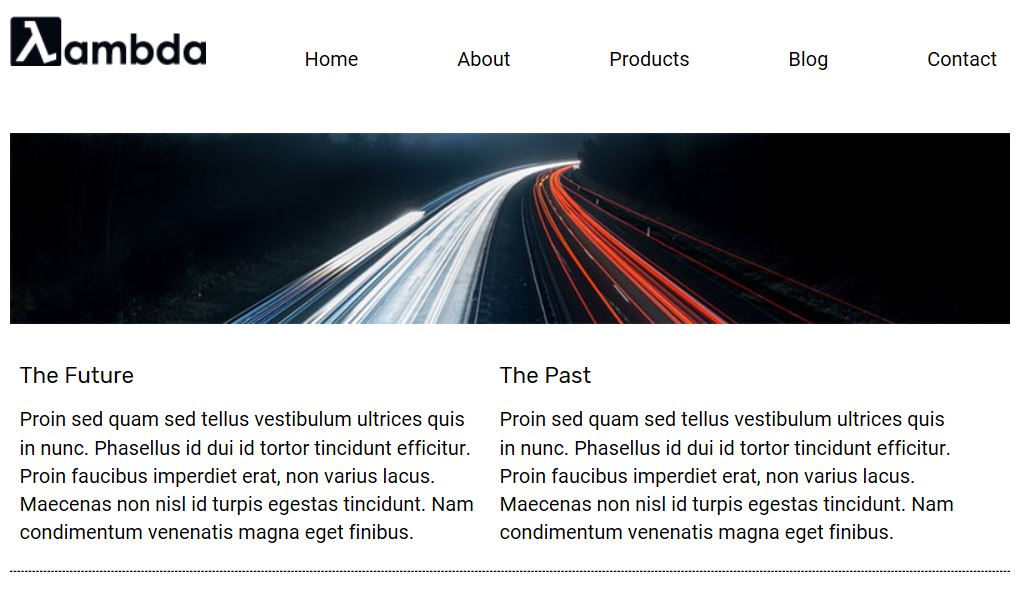 λambda
Home About Products Blog Contact
The Future
Proin sed quam sed tellus vestibulum ultrices quis
in nunc. Phasellus id dui id tortor tincidunt efficitur.
Proin faucibus imperdiet erat, non varius lacus.
Maecenas non nisl id turpis egestas tincidunt. Nam
condimentum venenatis magna eget finibus.
The Past
Proin sed quam sed tellus vestibulum ultrices quis
in nunc. Phasellus id dui id tortor tincidunt efficitur.
Proin faucibus imperdiet erat, non varius lacus.
Maecenas non nisl id turpis egestas tincidunt. Nam
condimentum venenatis magna eget finibus.